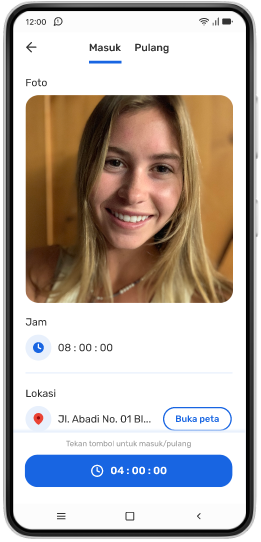 12:00
Masuk Pulang
Foto
Jam
08 : 00 : 00
Lokasi
Jl. Abadi No. 01 Bl... Buka peta
Tekan tombol untuk masuk/pulang
04 : 00 : 00